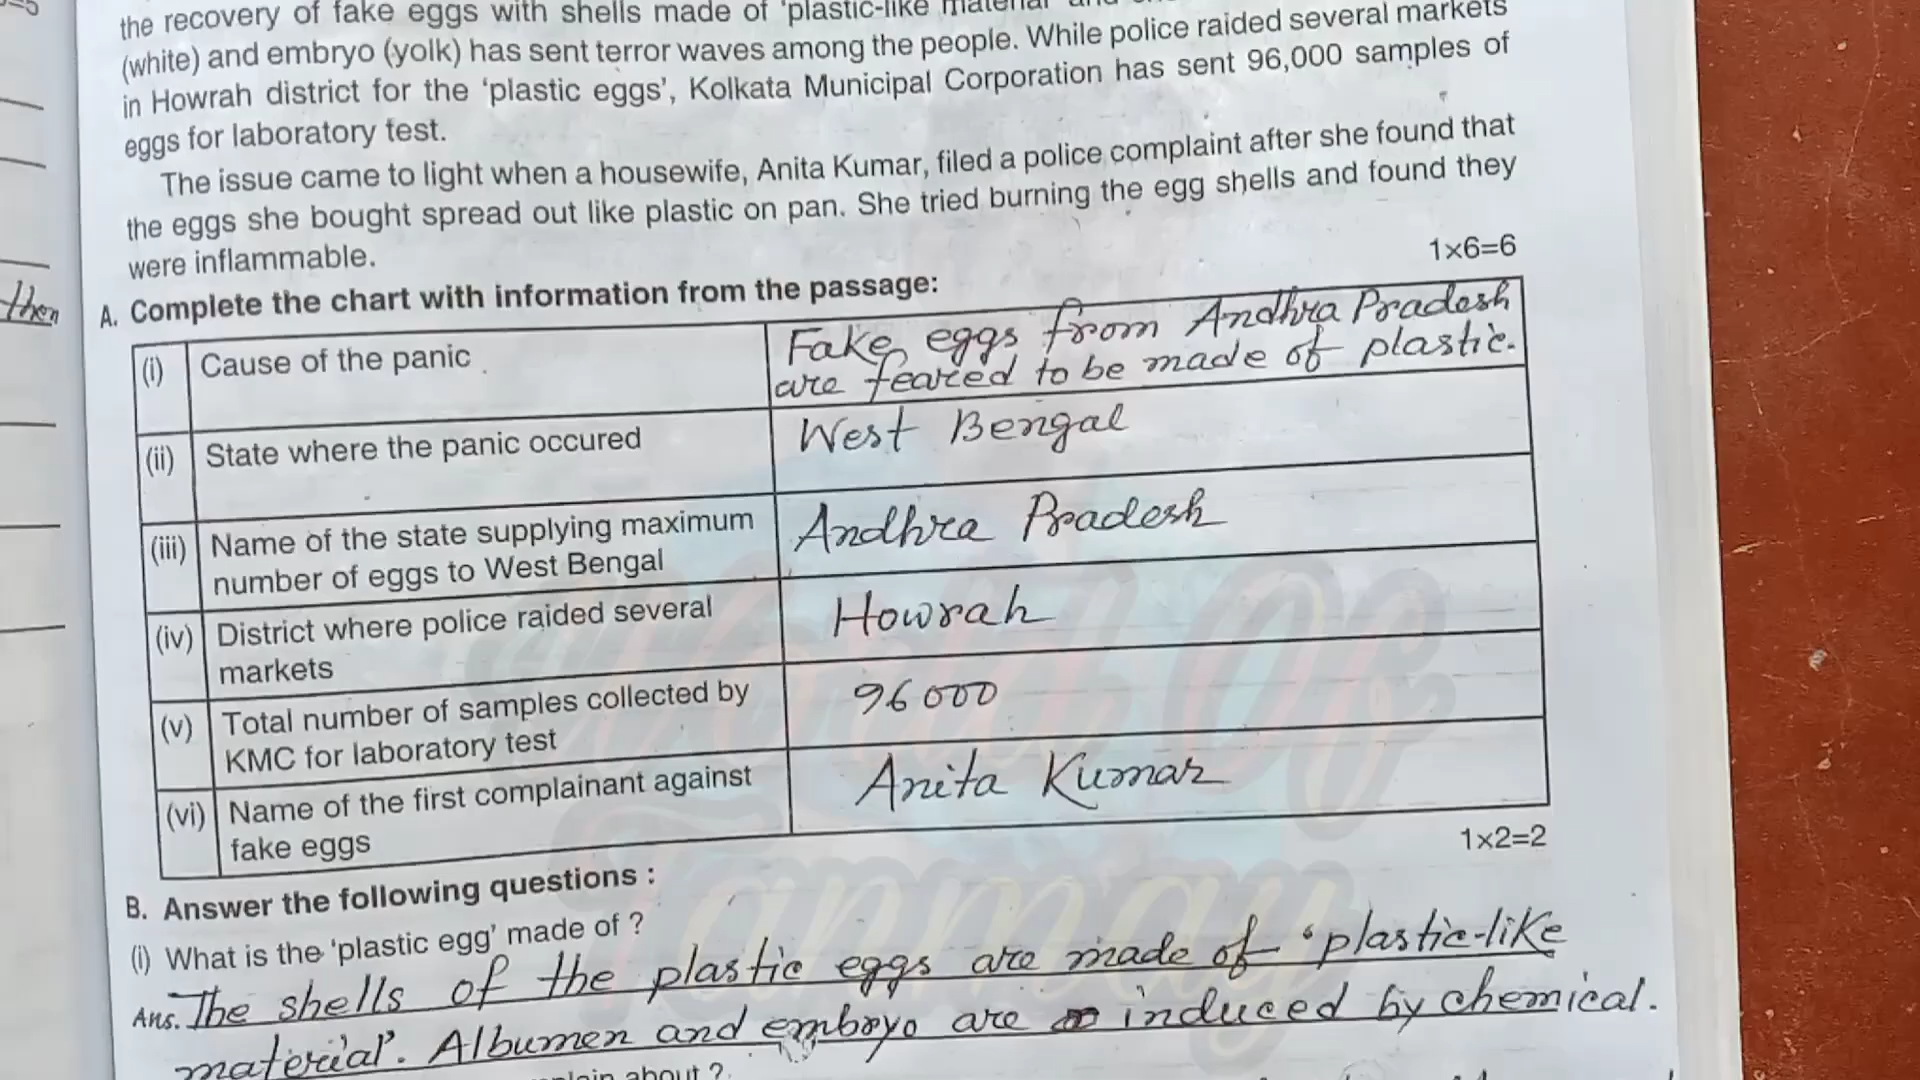 the recovery of fake eggs with shells made of 'plastic-like material
(white) and embryo (yolk) has sent terror waves among the people. While police raided several markets
in Howrah district for the 'plastic eggs', Kolkata Municipal Corporation has sent 96,000 samples of
eggs for laboratory test.
The issue came to light when a housewife, Anita Kumar, filed a police complaint after she found that
the eggs she bought spread out like plastic on pan. She tried burning the egg shells and found they
were inflammable.
1×6=6
then
A. Complete the chart with information from the passage:
(i) Cause of the panic
Fake eggs from Andhra Pradesh
are feared to be made of plastic.
(ii) State where the panic occured
West Bengal
(iii) Name of the state supplying maximum
number of eggs to West Bengal
Andhra Pradesh
(iv) District where police raided several
markets
Howrah
(v) Total number of samples collected by
KMC for laboratory test
96000
(vi) Name of the first complainant against
fake eggs
Anita Kumar
1×2=2
B. Answer the following questions :
(i) What is the 'plastic egg' made of ?
Ans. The shells of the plastic eggs are made of 'plastic-like
material'. Albumen and embryo are induced by chemical.
about ?
Tanmay